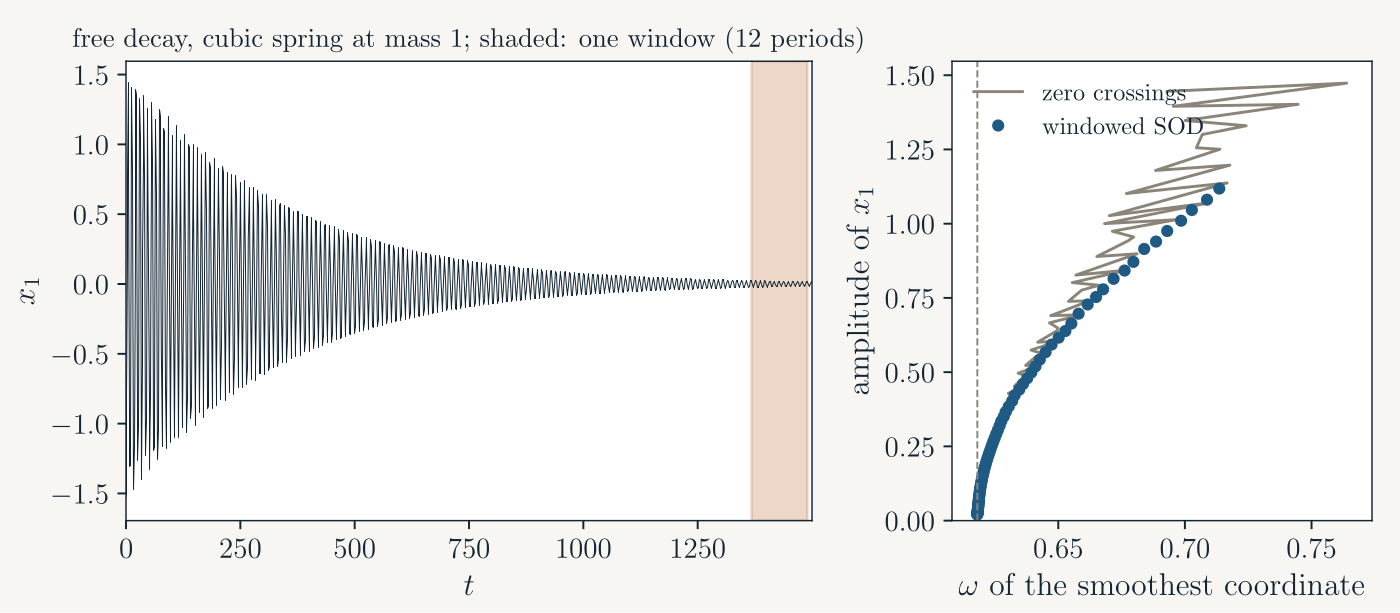 free decay, cubic spring at mass 1; shaded: one window (12 periods)
1.5
1.0
0.5
0.0
−0.5
−1.0
−1.5
x₁
0 250 500 750 1000 1250
t
zero crossings
windowed SOD
1.50
1.25
1.00
0.75
0.50
0.25
0.00
amplitude of x₁
0.65 0.70 0.75
ω of the smoothest coordinate